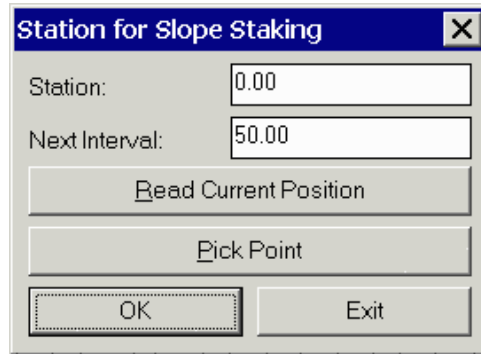 Station for Slope Staking
Station: 0.00
Next Interval: 50.00
Read Current Position
Pick Point
OK Exit